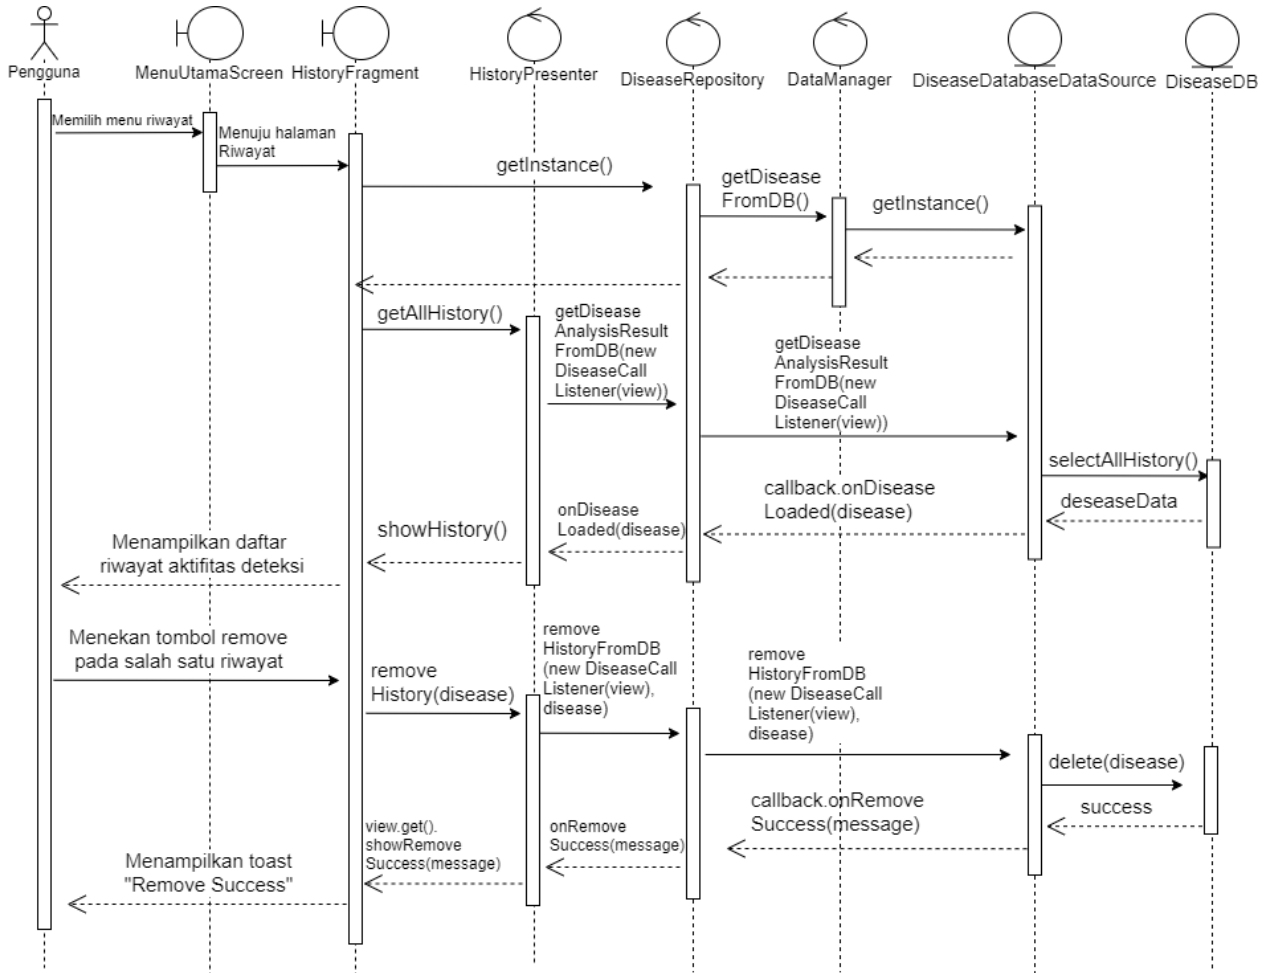 Pengguna
MenuUtamaScreen
HistoryFragment
HistoryPresenter
DiseaseRepository
DataManager
DiseaseDatabaseDataSource
DiseaseDB
Memilih menu riwayat
Menuju halaman
Riwayat
getInstance()
getDisease
FromDB()
getInstance()
getAllHistory()
getDisease
AnalysisResult
FromDB(new
DiseaseCall
Listener(view))
getDisease
AnalysisResult
FromDB(new
DiseaseCall
Listener(view))
selectAllHistory()
deseaseData
callback.onDisease
Loaded(disease)
onDisease
Loaded(disease)
showHistory()
Menampilkan daftar
riwayat aktifitas deteksi
Menekan tombol remove
pada salah satu riwayat
remove
History(disease)
remove
HistoryFromDB
(new DiseaseCall
Listener(view),
disease)
remove
HistoryFromDB
(new DiseaseCall
Listener(view),
disease)
delete(disease)
success
callback.onRemove
Success(message)
onRemove
Success(message)
view.get().
showRemove
Success(message)
Menampilkan toast
"Remove Success"